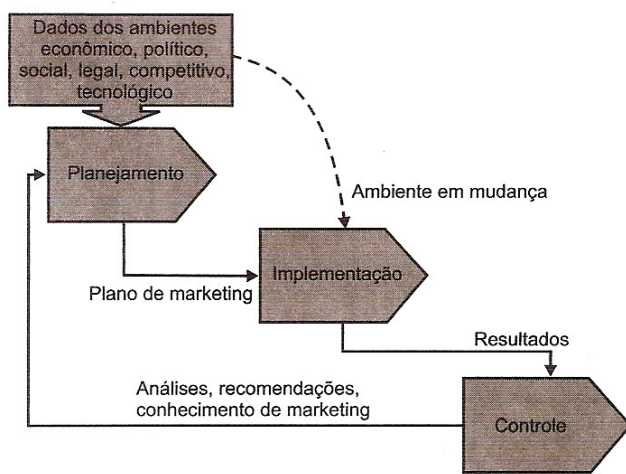 Dados dos ambientes
econômico, político,
social, legal, competitivo,
tecnológico
Planejamento
Ambiente em mudança
Implementação
Plano de marketing
Resultados
Análises, recomendações,
conhecimento de marketing
Controle